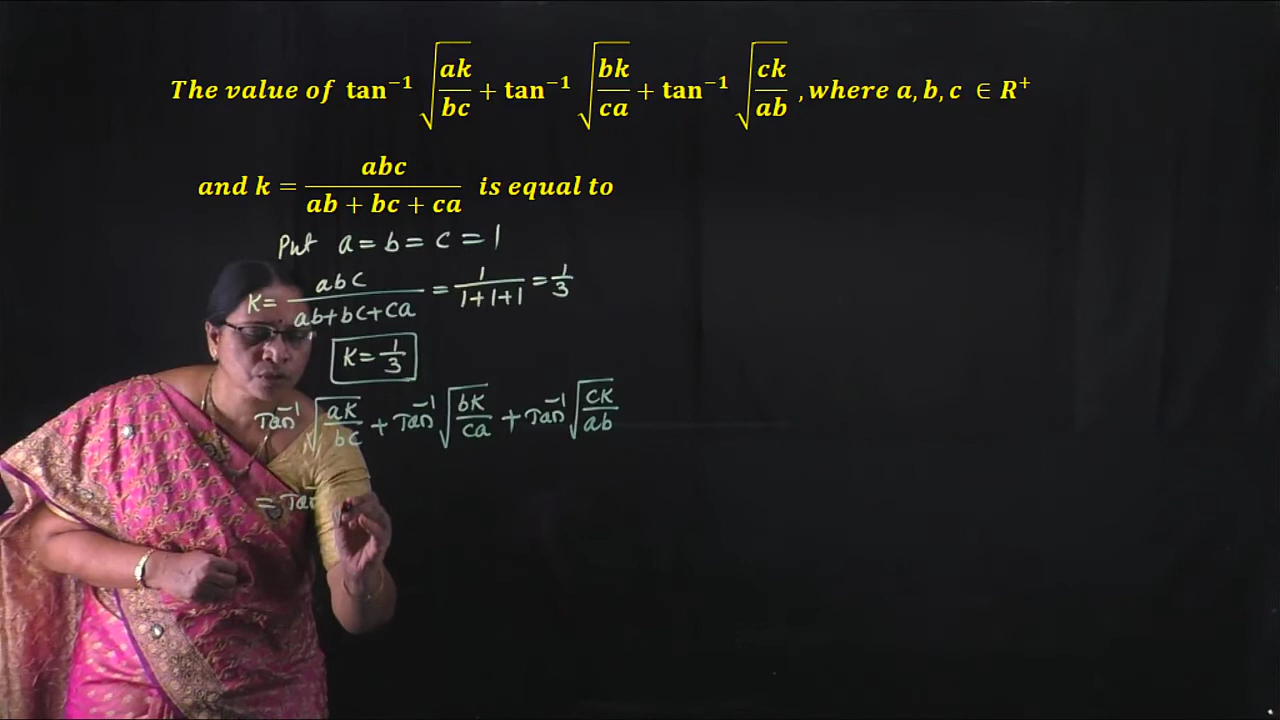 The value of tan⁻¹ √(ak/bc) + tan⁻¹ √(bk/ca) + tan⁻¹ √(ck/ab) , where a, b, c ∈ R⁺
and k = abc/(ab + bc + ca) is equal to
Put a = b = c = 1
K = abc/(ab+bc+ca) = 1/(1+1+1) = 1/3
K = 1/3
Tan⁻¹ √(aK/bc) + Tan⁻¹ √(bK/ca) + Tan⁻¹ √(cK/ab)
= Tan